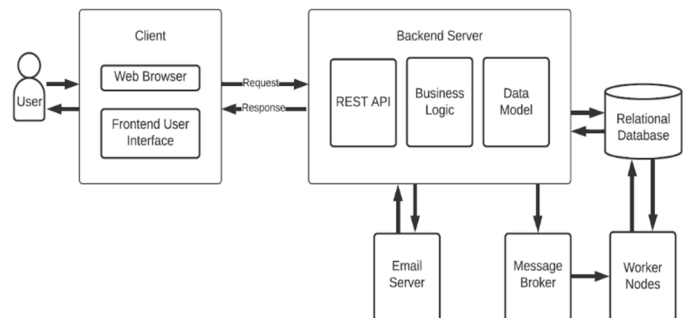 Client
Backend Server
Web Browser
Request
REST API
Business
Logic
Data
Model
User
Response
Frontend User
Interface
Relational
Database
Email
Server
Message
Broker
Worker
Nodes